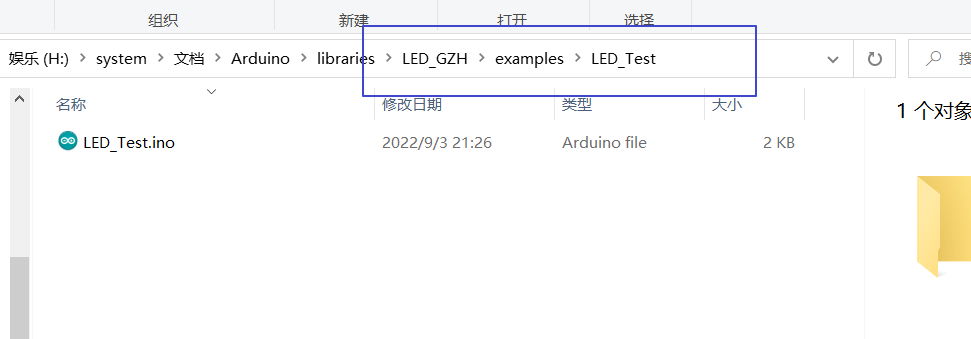 组织 新建 打开 选择
娱乐 (H:) > system > 文档 > Arduino > libraries > LED_GZH > examples > LED_Test
名称 修改日期 类型 大小
1 个对象
LED_Test.ino 2022/9/3 21:26 Arduino file 2 KB